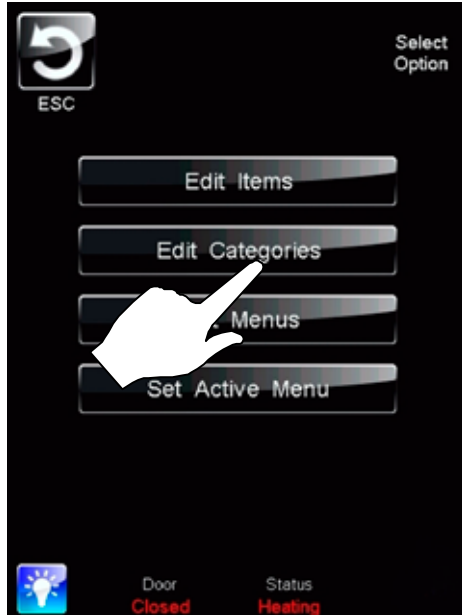 Select
Option
ESC
Edit Items
Edit Categories
Menus
Set Active Menu
Door
Status
Closed
Heating